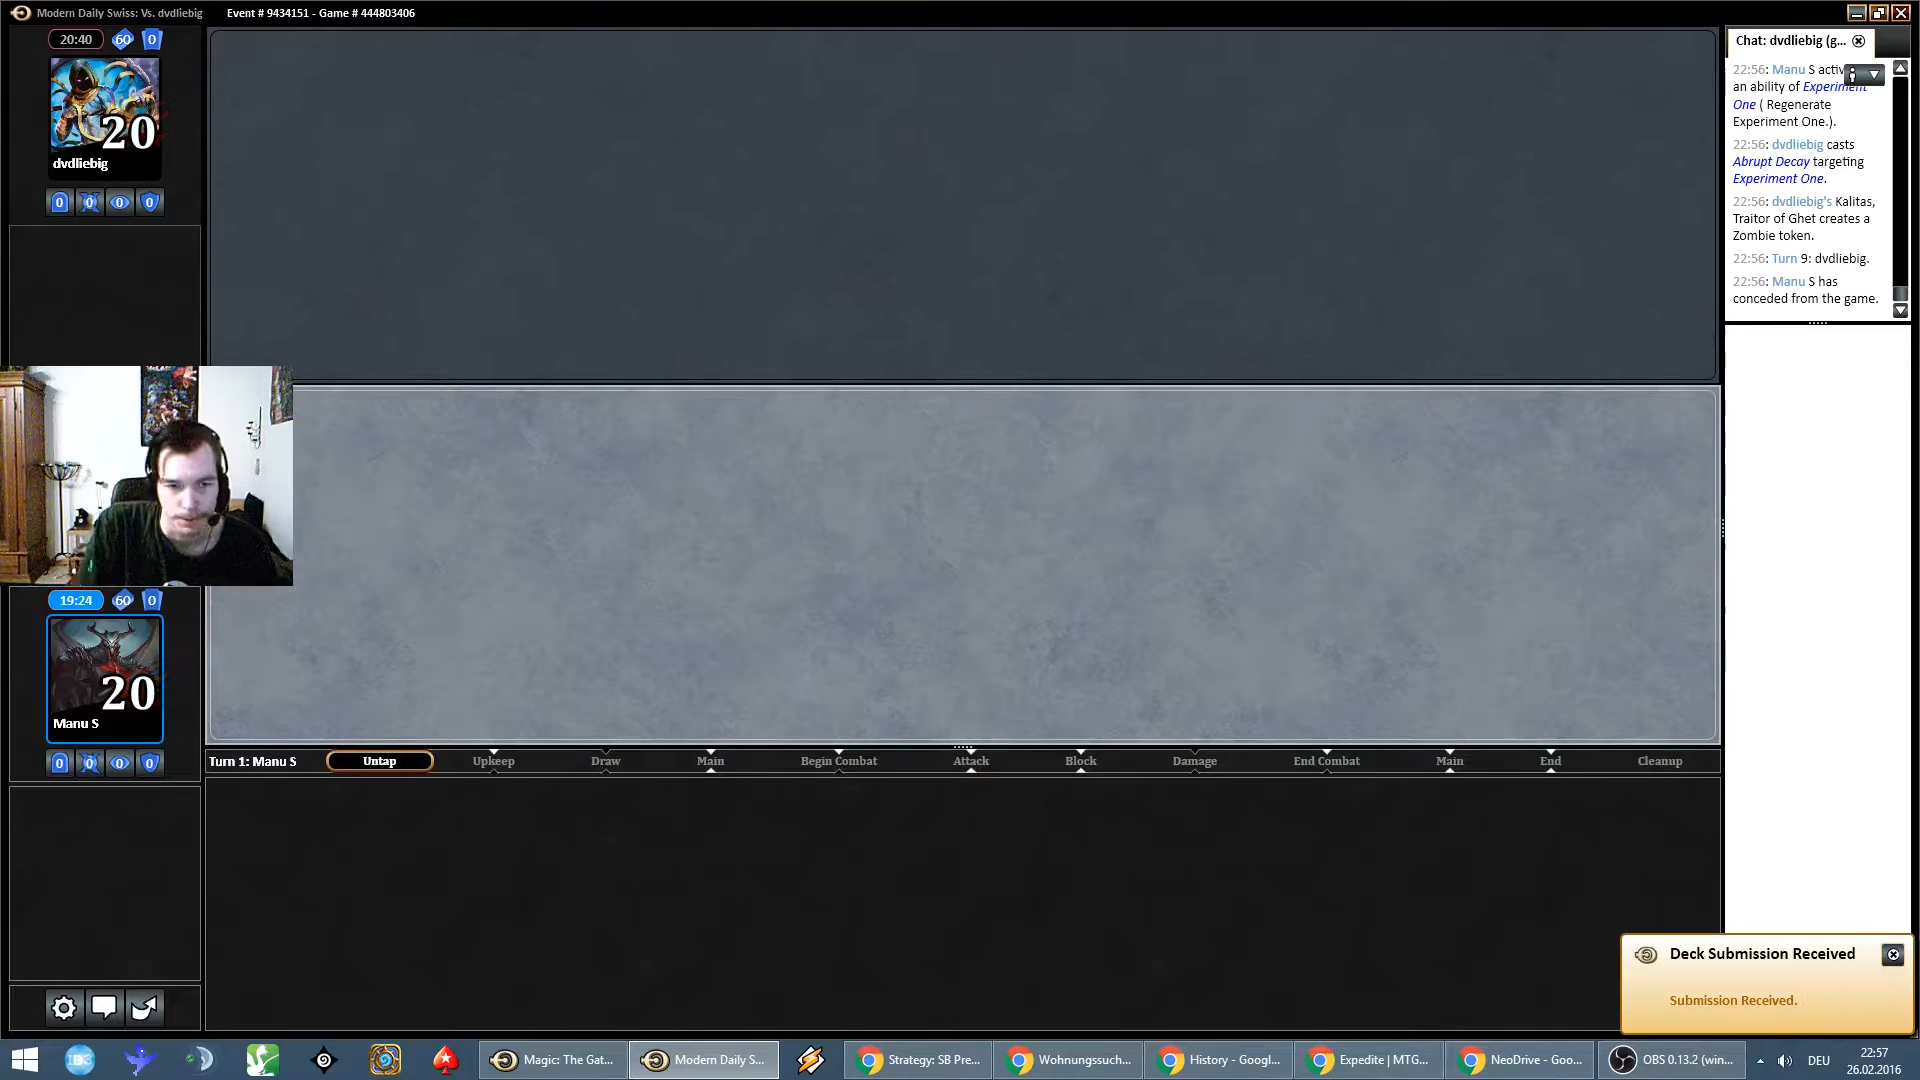 Modern Daily Swiss: Vs. dvdliebig
Event # 9434151 - Game # 444803406
20:40 60 0
20
dvdliebig
0 0 0 0
Chat: dvdliebig (g...
22:56: Manu S activ
an ability of Experiment
One ( Regenerate
Experiment One.).
22:56: dvdliebig casts
Abrupt Decay targeting
Experiment One.
22:56: dvdliebig's Kalitas,
Traitor of Ghet creates a
Zombie token.
22:56: Turn 9: dvdliebig.
22:56: Manu S has
conceded from the game.
19:24 60 0
20
Manu S
0 0 0 0
Turn 1: Manu S Untap Upkeep Draw Main Begin Combat Attack Block Damage End Combat Main End Cleanup
Deck Submission Received
Submission Received.
Magic: The Gat... Modern Daily S... Strategy: SB Pre... Wohnungssuch... History - Googl... Expedite | MTG... NeoDrive - Goo... OBS 0.13.2 (win... DEU
22:57
26.02.2016